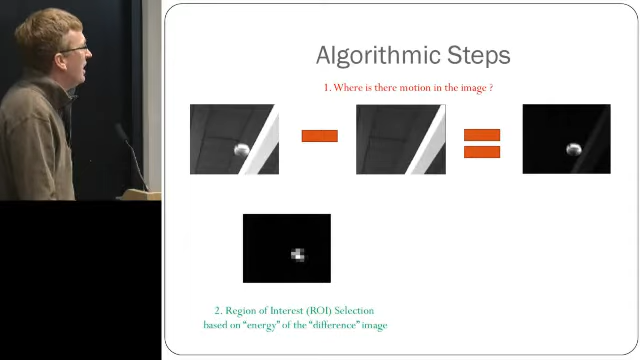 Algorithmic Steps
1. Where is there motion in the image ?
2. Region of Interest (ROI) Selection
based on “energy” of the “difference” image